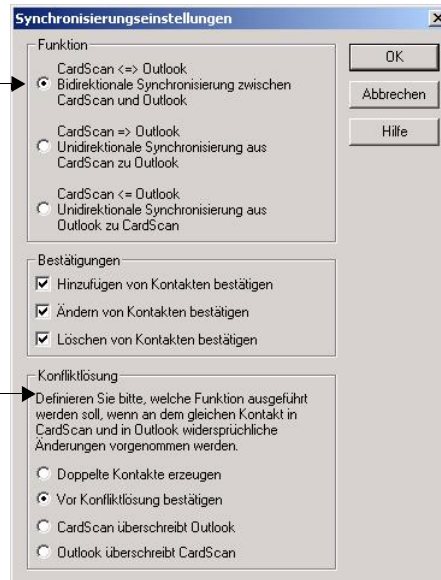 Synchronisierungseinstellungen
Funktion
CardScan <=> Outlook
Bidirektionale Synchronisierung zwischen
CardScan und Outlook
CardScan => Outlook
Unidirektionale Synchronisierung aus
CardScan zu Outlook
CardScan <= Outlook
Unidirektionale Synchronisierung aus
Outlook zu CardScan
OK
Abbrechen
Hilfe
Bestätigungen
Hinzufügen von Kontakten bestätigen
Ändern von Kontakten bestätigen
Löschen von Kontakten bestätigen
Konfliktlösung
Definieren Sie bitte, welche Funktion ausgeführt
werden soll, wenn an dem gleichen Kontakt in
CardScan und in Outlook widersprüchliche
Änderungen vorgenommen werden.
Doppelte Kontakte erzeugen
Vor Konfliktlösung bestätigen
CardScan überschreibt Outlook
Outlook überschreibt CardScan